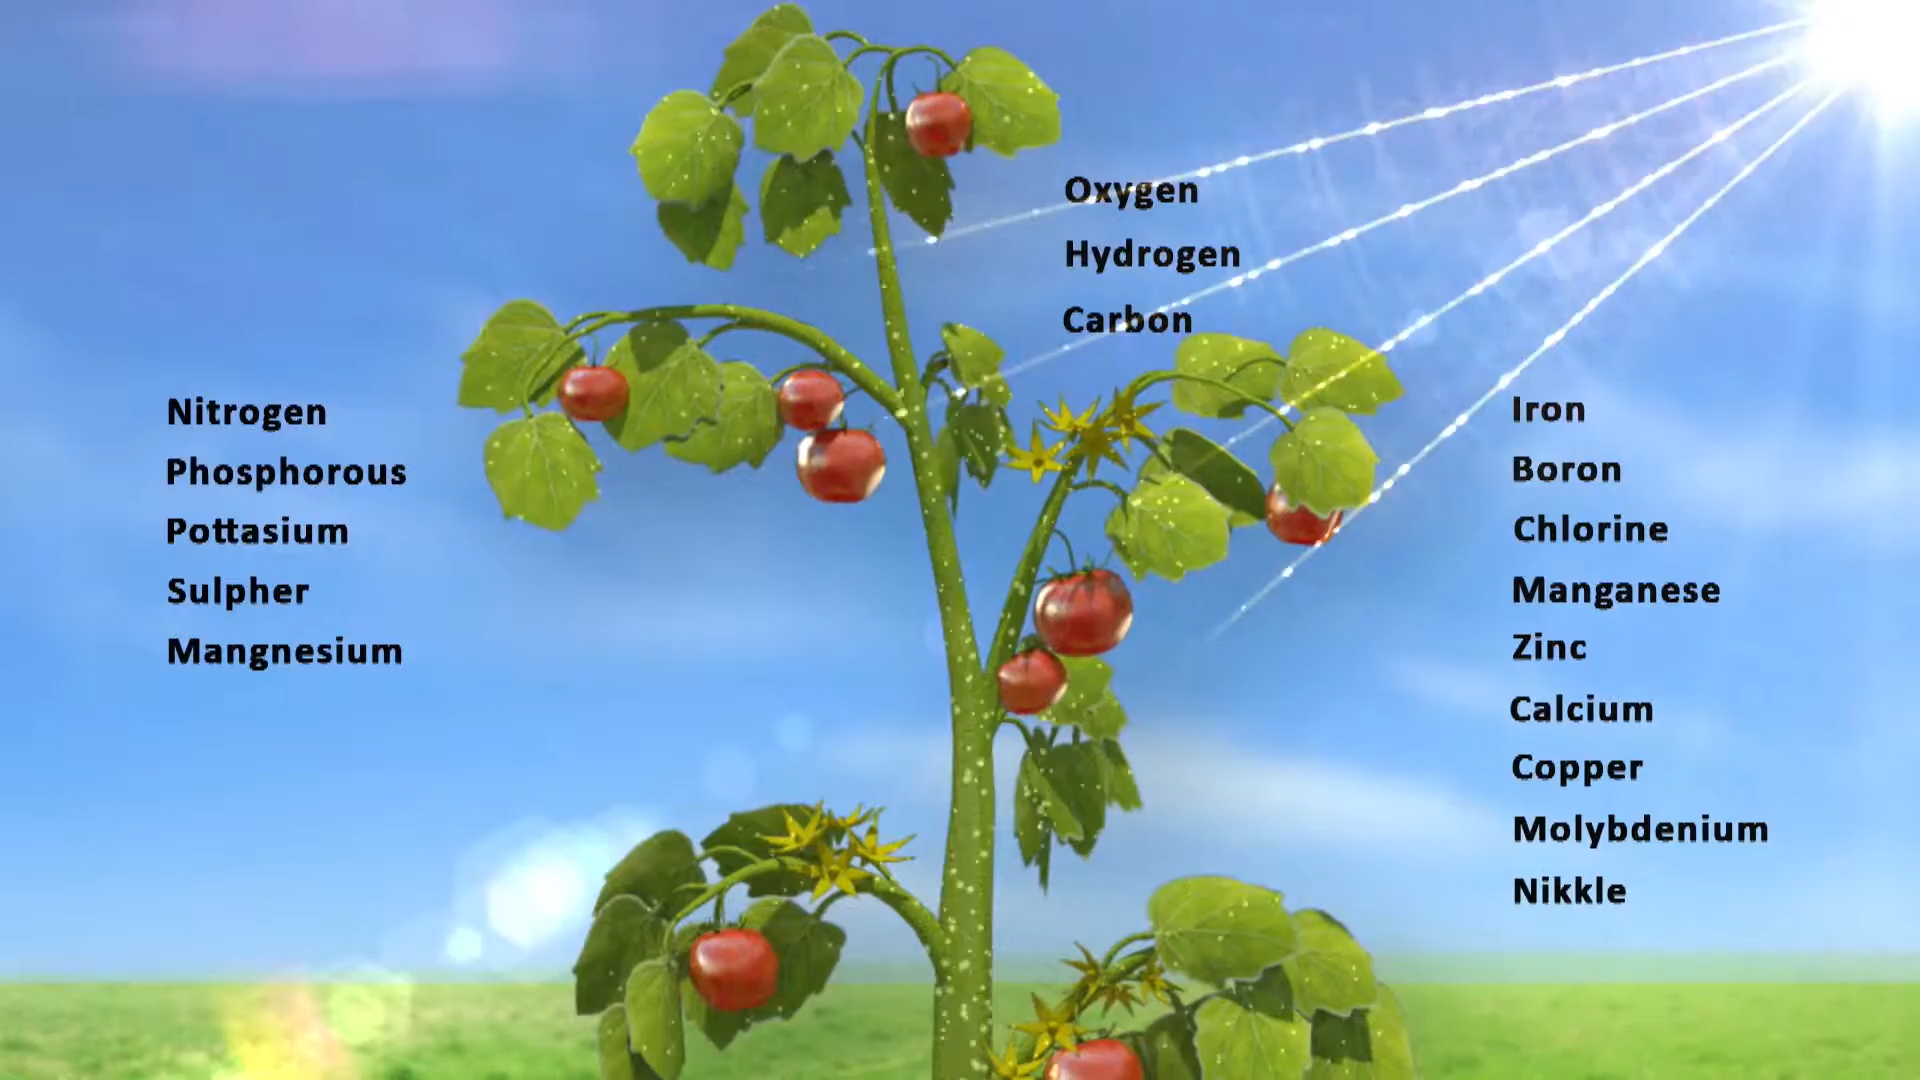 Oxygen
Hydrogen
Carbon
Nitrogen
Phosphorous
Pottasium
Sulpher
Mangnesium
Iron
Boron
Chlorine
Manganese
Zinc
Calcium
Copper
Molybdenium
Nikkle